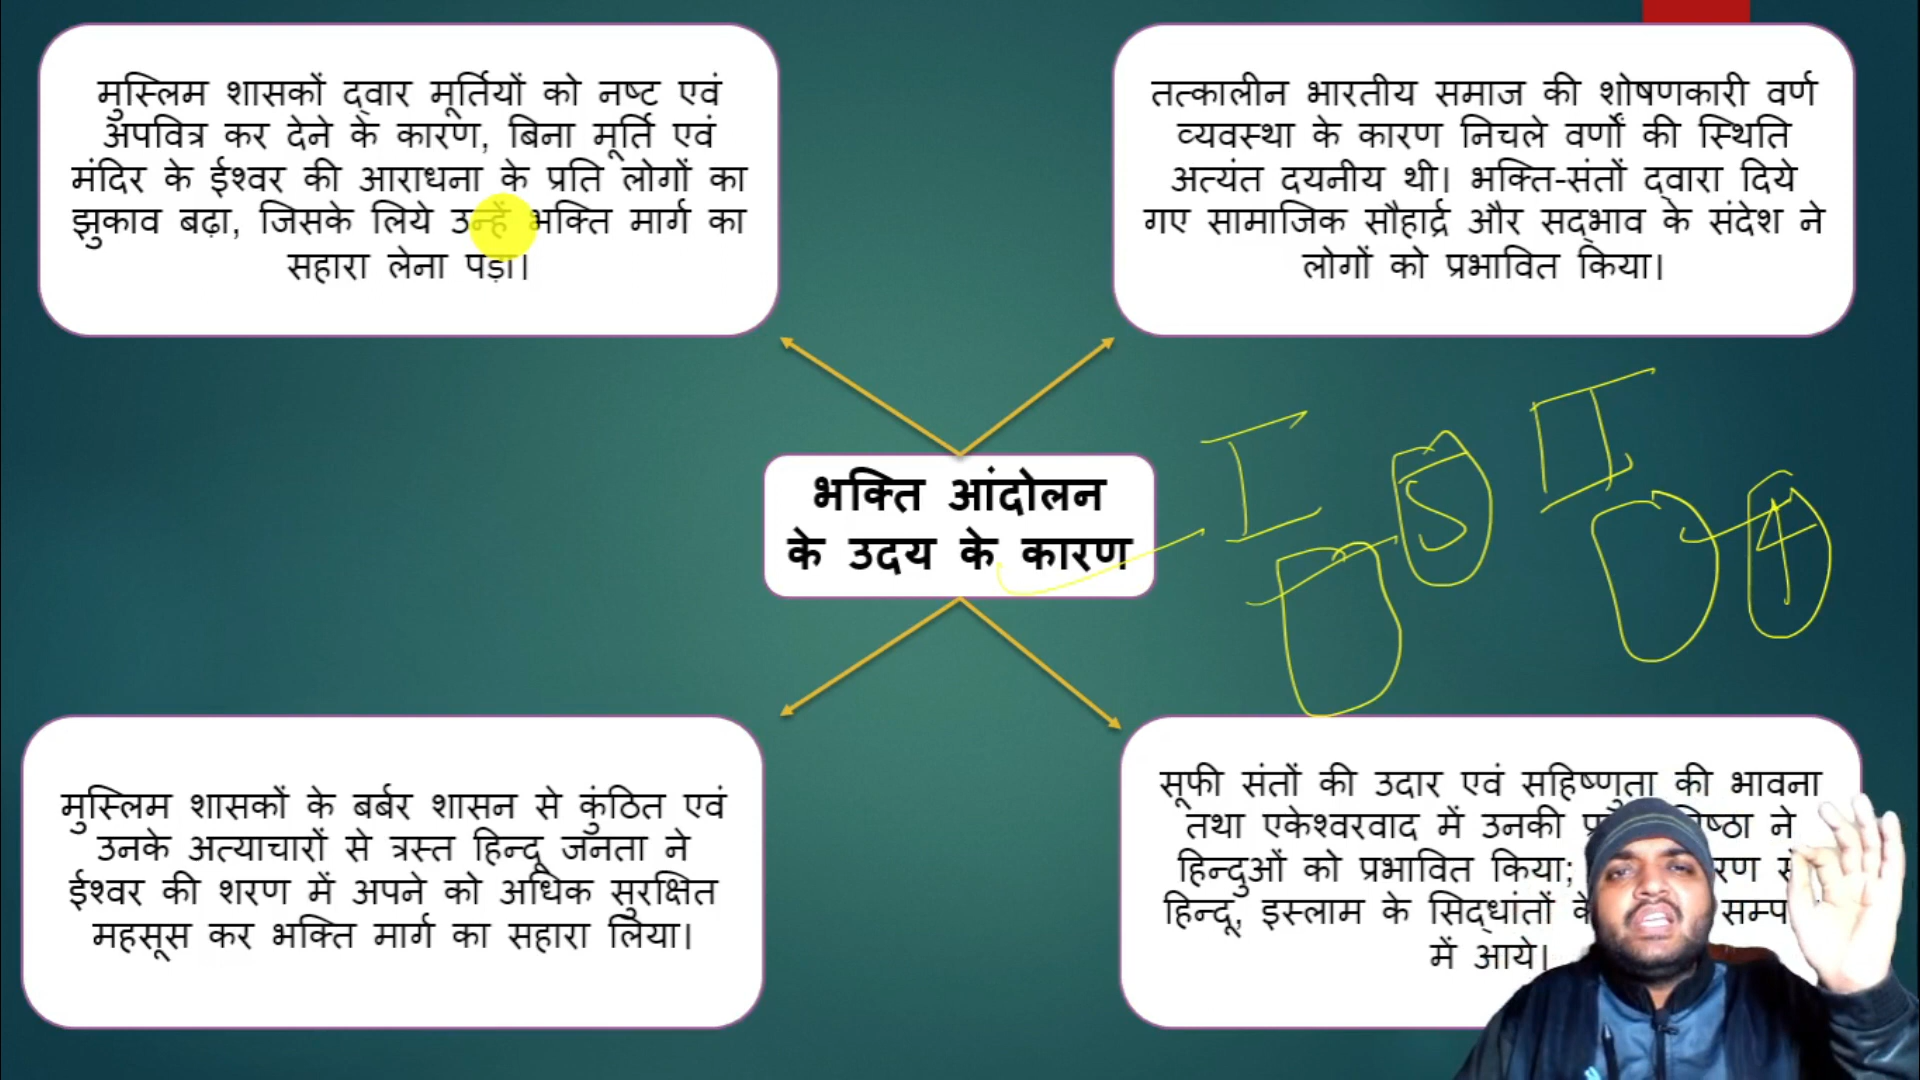 मुस्लिम शासकों द्वार मूर्तियों को नष्ट एवं
अपवित्र कर देने के कारण, बिना मूर्ति एवं
मंदिर के ईश्वर की आराधना के प्रति लोगों का
झुकाव बढ़ा, जिसके लिये उन्हें भक्ति मार्ग का
सहारा लेना पड़ा।
तत्कालीन भारतीय समाज की शोषणकारी वर्ण
व्यवस्था के कारण निचले वर्णों की स्थिति
अत्यंत दयनीय थी। भक्ति-संतों द्वारा दिये
गए सामाजिक सौहार्द्र और सद्भाव के संदेश ने
लोगों को प्रभावित किया।
भक्ति आंदोलन
के उदय के कारण
I
S
II
4
मुस्लिम शासकों के बर्बर शासन से कुंठित एवं
उनके अत्याचारों से त्रस्त हिन्दू जनता ने
ईश्वर की शरण में अपने को अधिक सुरक्षित
महसूस कर भक्ति मार्ग का सहारा लिया।
सूफी संतों की उदार एवं सहिष्णुता की भावना
तथा एकेश्वरवाद में उनकी ने
हिन्दुओं को प्रभावित किया;
हिन्दू, इस्लाम के सिद्धांतों
में आये।